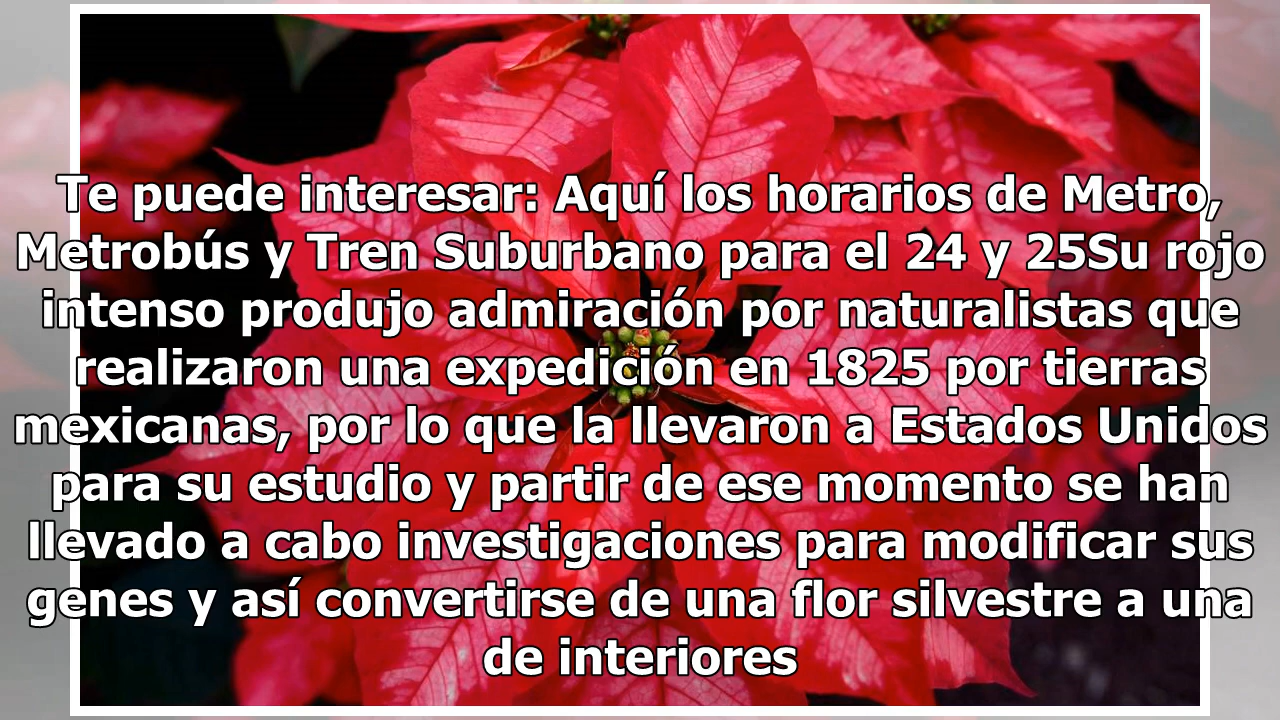 Te puede interesar: Aquí los horarios de Metro,
Metrobús y Tren Suburbano para el 24 y 25Su rojo
intenso produjo admiración por naturalistas que
realizaron una expedición en 1825 por tierras
mexicanas, por lo que la llevaron a Estados Unidos
para su estudio y partir de ese momento se han
llevado a cabo investigaciones para modificar sus
genes y así convertirse de una flor silvestre a una
de interiores